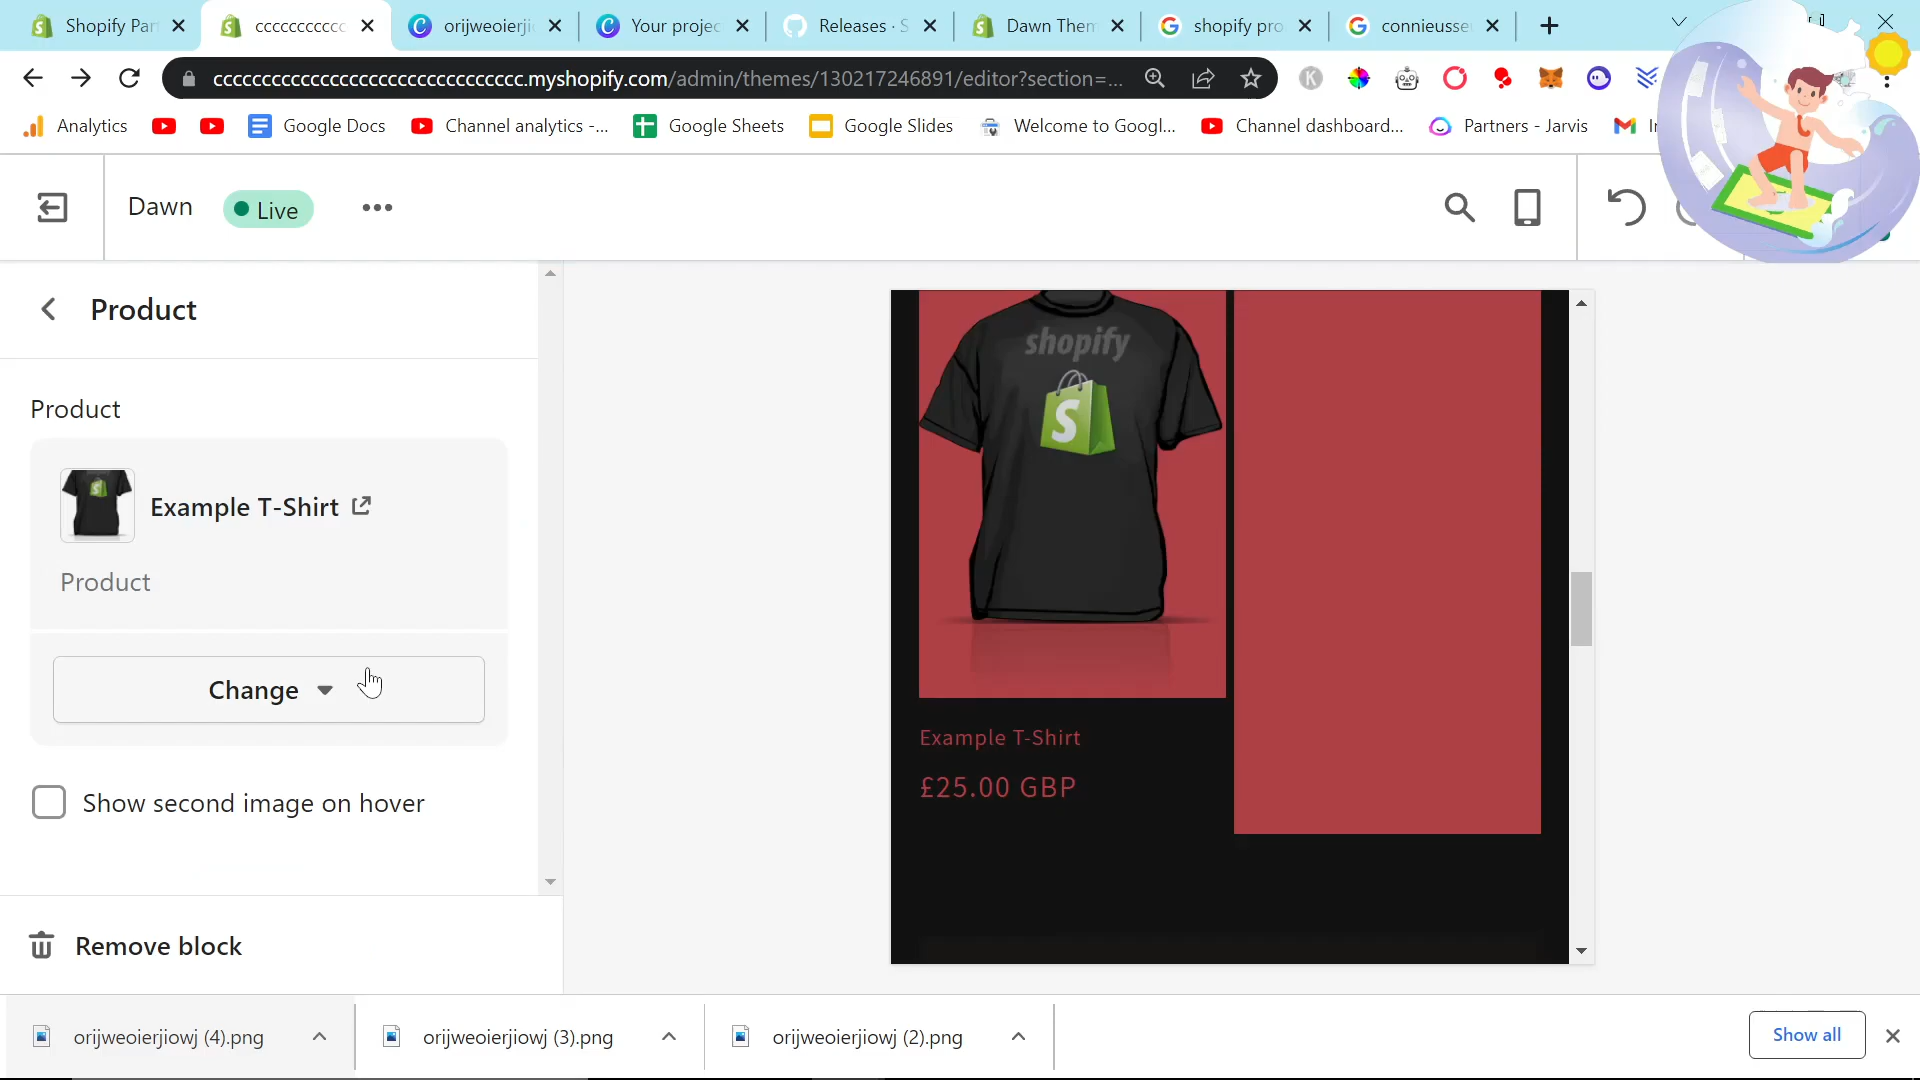 Shopify Par
cccccccccccc
orijweoierji
Your projec
Releases · S
Dawn Them
shopify pro
connieusse
cccccccccccccccccccccccccccccccc.myshopify.com/admin/themes/130217246891/editor?section=...
Analytics
Google Docs
Channel analytics -...
Google Sheets
Google Slides
Welcome to Googl...
Channel dashboard...
Partners - Jarvis
Dawn
Live
Product
Product
Example T-Shirt
Product
Change
Show second image on hover
Remove block
shopify
Example T-Shirt
£25.00 GBP
orijweoierjiowj (4).png
orijweoierjiowj (3).png
orijweoierjiowj (2).png
Show all